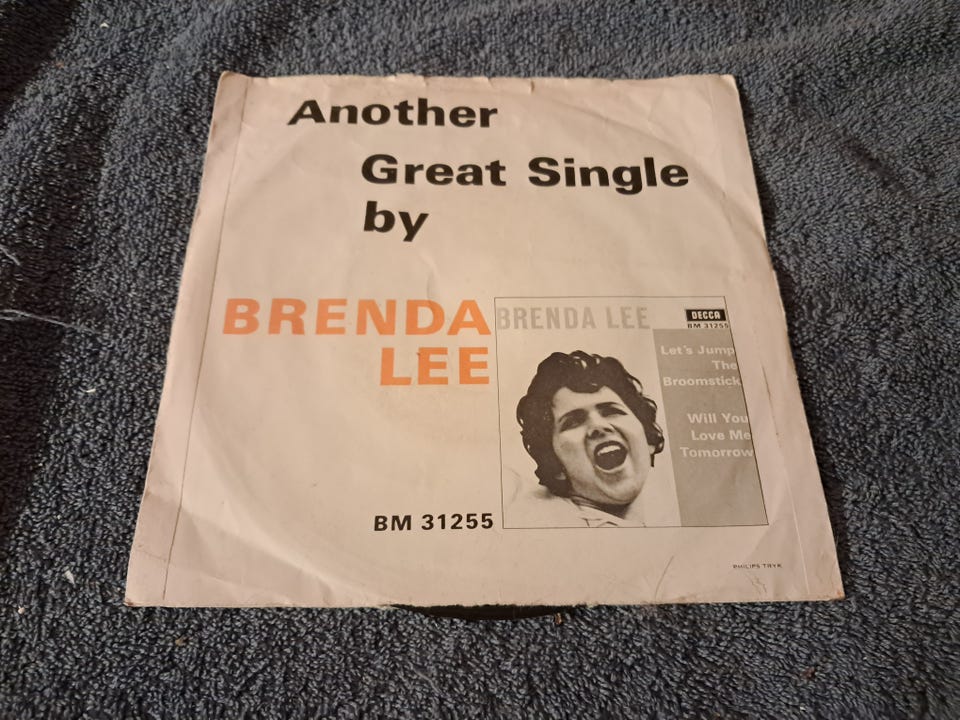 Another
Great Single
by
BRENDA
LEE
BRENDA LEE
DECCA
BM 31255
Let's Jump
The
Broomstick
Will You
Love Me
Tomorrow
BM 31255
PHILIPS TRYK